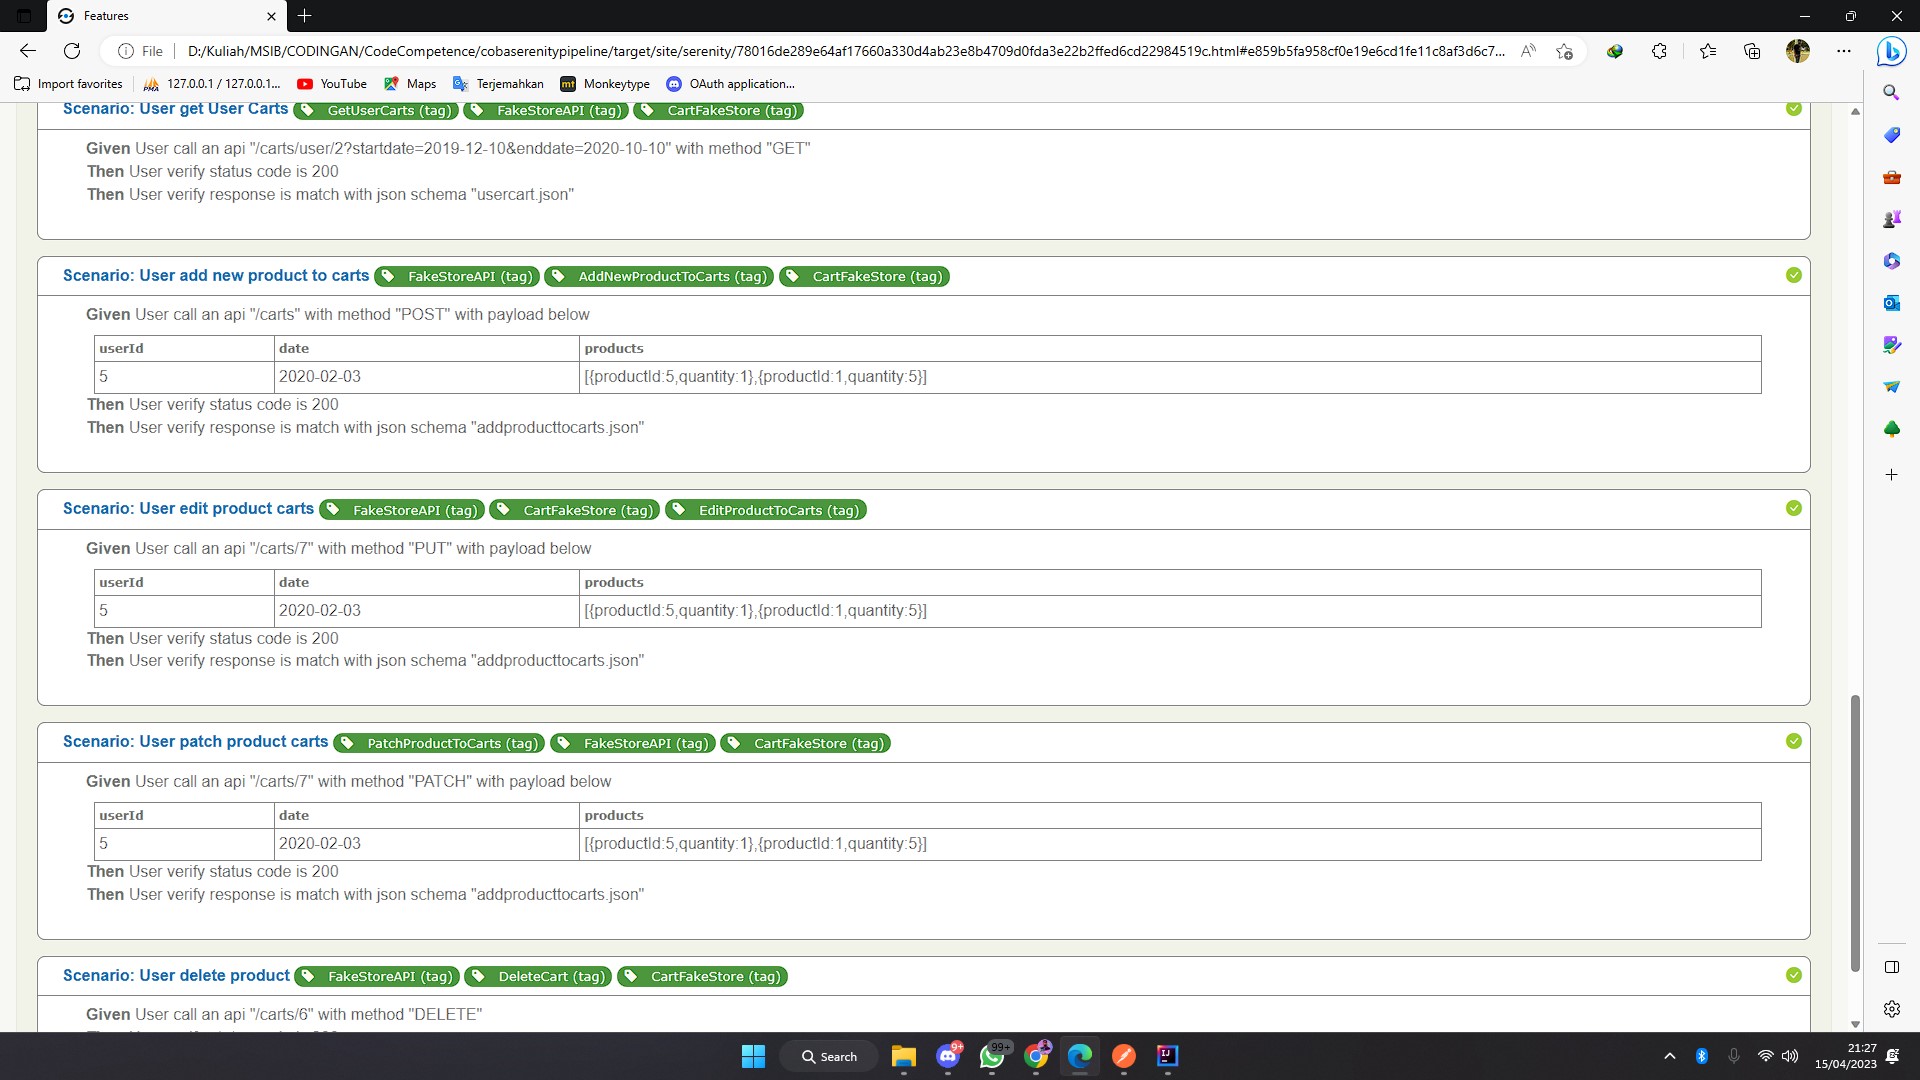 Features
File
D:/Kuliah/MSIB/CODINGAN/CodeCompetence/cobaserenitypipeline/target/site/serenity/78016de289e64af17660a330d4ab23e8b4709d0fda3e22b2ffed6cd22984519c.html#e859b5fa958cf0e19e6cd1fe11c8af3d6c7...
Import favorites
127.0.0.1 / 127.0.0.1...
YouTube
Maps
Terjemahkan
mt Monkeytype
OAuth application...
Scenario: User get User Carts GetUserCarts (tag) FakeStoreAPI (tag) CartFakeStore (tag)
Given User call an api "/carts/user/2?startdate=2019-12-10&enddate=2020-10-10" with method "GET"
Then User verify status code is 200
Then User verify response is match with json schema "usercart.json"
Scenario: User add new product to carts FakeStoreAPI (tag) AddNewProductToCarts (tag) CartFakeStore (tag)
Given User call an api "/carts" with method "POST" with payload below
userId date products
5 2020-02-03 [{productId:5,quantity:1},{productId:1,quantity:5}]
Then User verify status code is 200
Then User verify response is match with json schema "addproducttocarts.json"
Scenario: User edit product carts FakeStoreAPI (tag) CartFakeStore (tag) EditProductToCarts (tag)
Given User call an api "/carts/7" with method "PUT" with payload below
userId date products
5 2020-02-03 [{productId:5,quantity:1},{productId:1,quantity:5}]
Then User verify status code is 200
Then User verify response is match with json schema "addproducttocarts.json"
Scenario: User patch product carts PatchProductToCarts (tag) FakeStoreAPI (tag) CartFakeStore (tag)
Given User call an api "/carts/7" with method "PATCH" with payload below
userId date products
5 2020-02-03 [{productId:5,quantity:1},{productId:1,quantity:5}]
Then User verify status code is 200
Then User verify response is match with json schema "addproducttocarts.json"
Scenario: User delete product FakeStoreAPI (tag) DeleteCart (tag) CartFakeStore (tag)
Given User call an api "/carts/6" with method "DELETE"
Search
9+
99+
21:27
15/04/2023